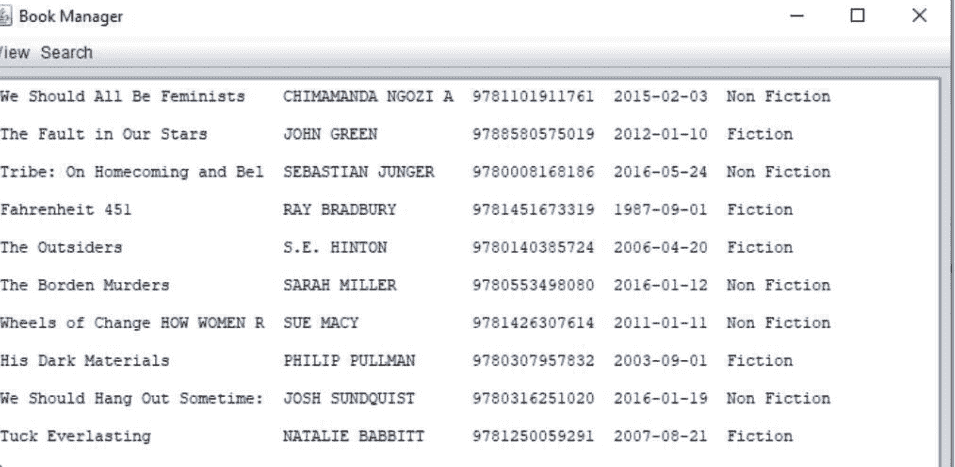 Book Manager
View Search
We Should All Be Feminists CHIMAMANDA NGOZI A 9781101911761 2015-02-03 Non Fiction
The Fault in Our Stars JOHN GREEN 9788580575019 2012-01-10 Fiction
Tribe: On Homecoming and Bel SEBASTIAN JUNGER 9780008168186 2016-05-24 Non Fiction
Fahrenheit 451 RAY BRADBURY 9781451673319 1987-09-01 Fiction
The Outsiders S.E. HINTON 9780140385724 2006-04-20 Fiction
The Borden Murders SARAH MILLER 9780553498080 2016-01-12 Non Fiction
Wheels of Change HOW WOMEN R SUE MACY 9781426307614 2011-01-11 Non Fiction
His Dark Materials PHILIP PULLMAN 9780307957832 2003-09-01 Fiction
We Should Hang Out Sometime: JOSH SUNDQUIST 9780316251020 2016-01-19 Non Fiction
Tuck Everlasting NATALIE BABBITT 9781250059291 2007-08-21 Fiction